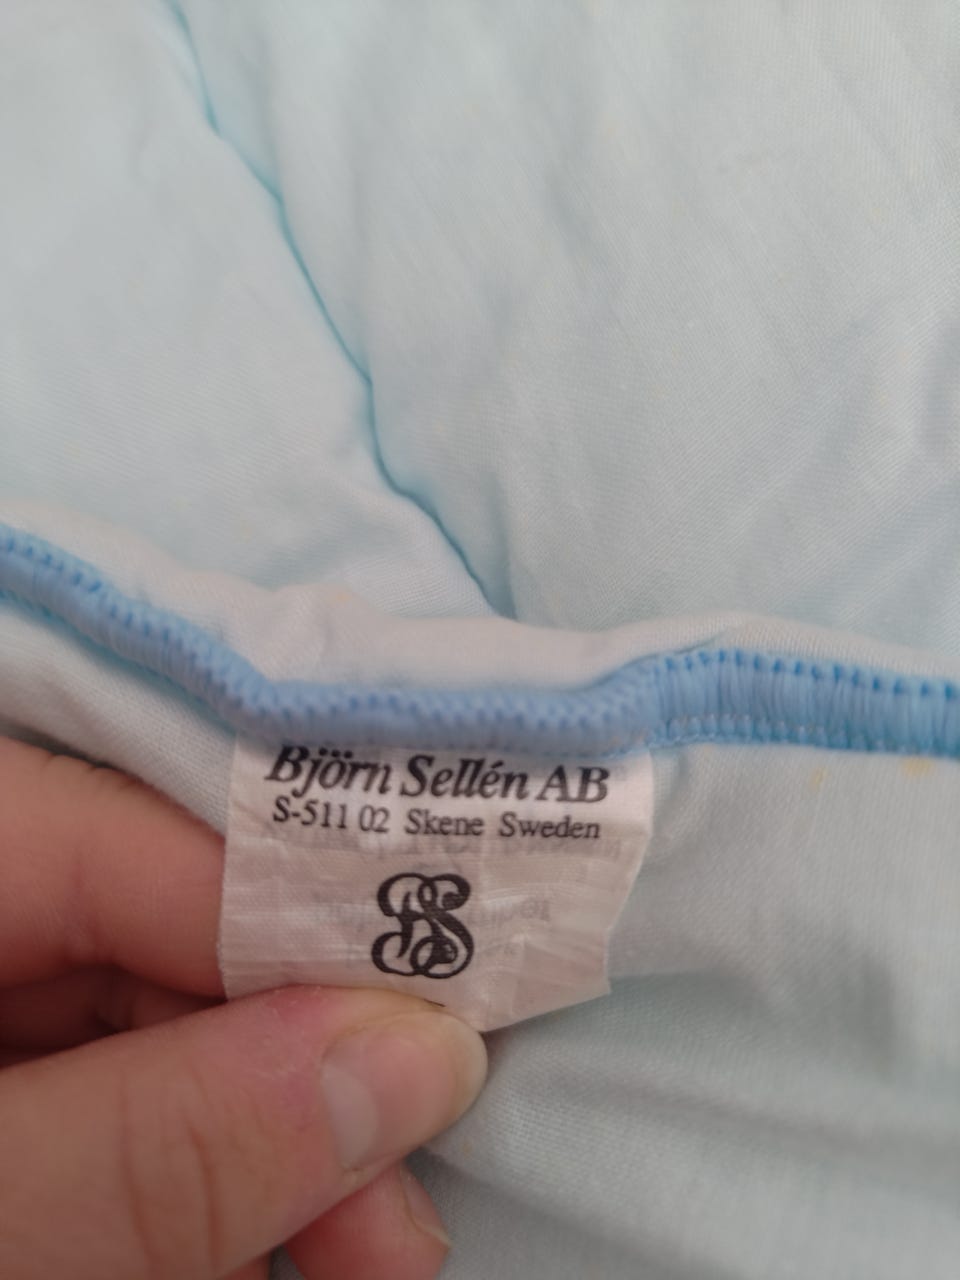 Björn Sellén AB
S-511 02 Skene Sweden
BS